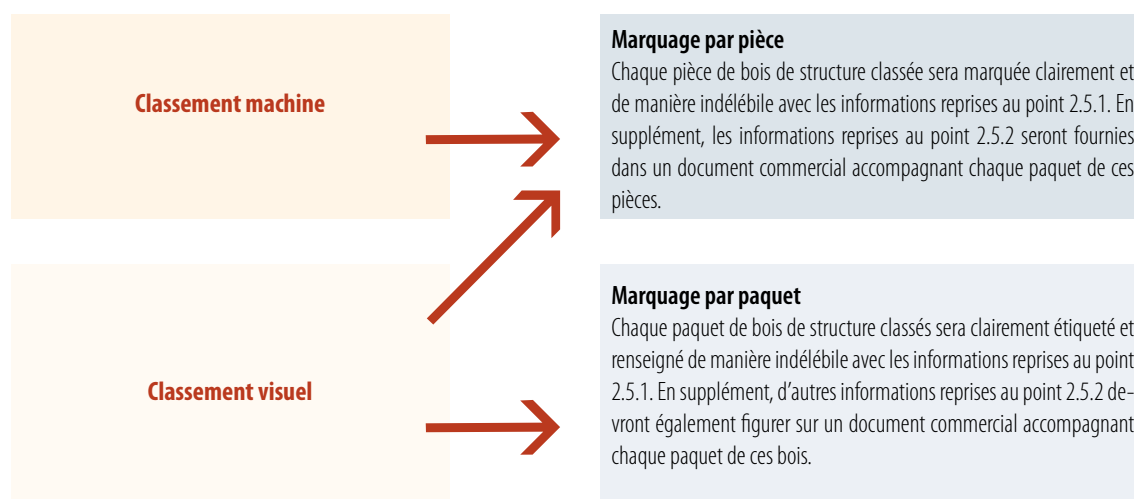 Classement machine
Marquage par pièce
Chaque pièce de bois de structure classée sera marquée clairement et
de manière indélébile avec les informations reprises au point 2.5.1. En
supplément, les informations reprises au point 2.5.2 seront fournies
dans un document commercial accompagnant chaque paquet de ces
pièces.
Classement visuel
Marquage par paquet
Chaque paquet de bois de structure classés sera clairement étiqueté et
renseigné de manière indélébile avec les informations reprises au point
2.5.1. En supplément, d’autres informations reprises au point 2.5.2 de-
vront également figurer sur un document commercial accompagnant
chaque paquet de ces bois.